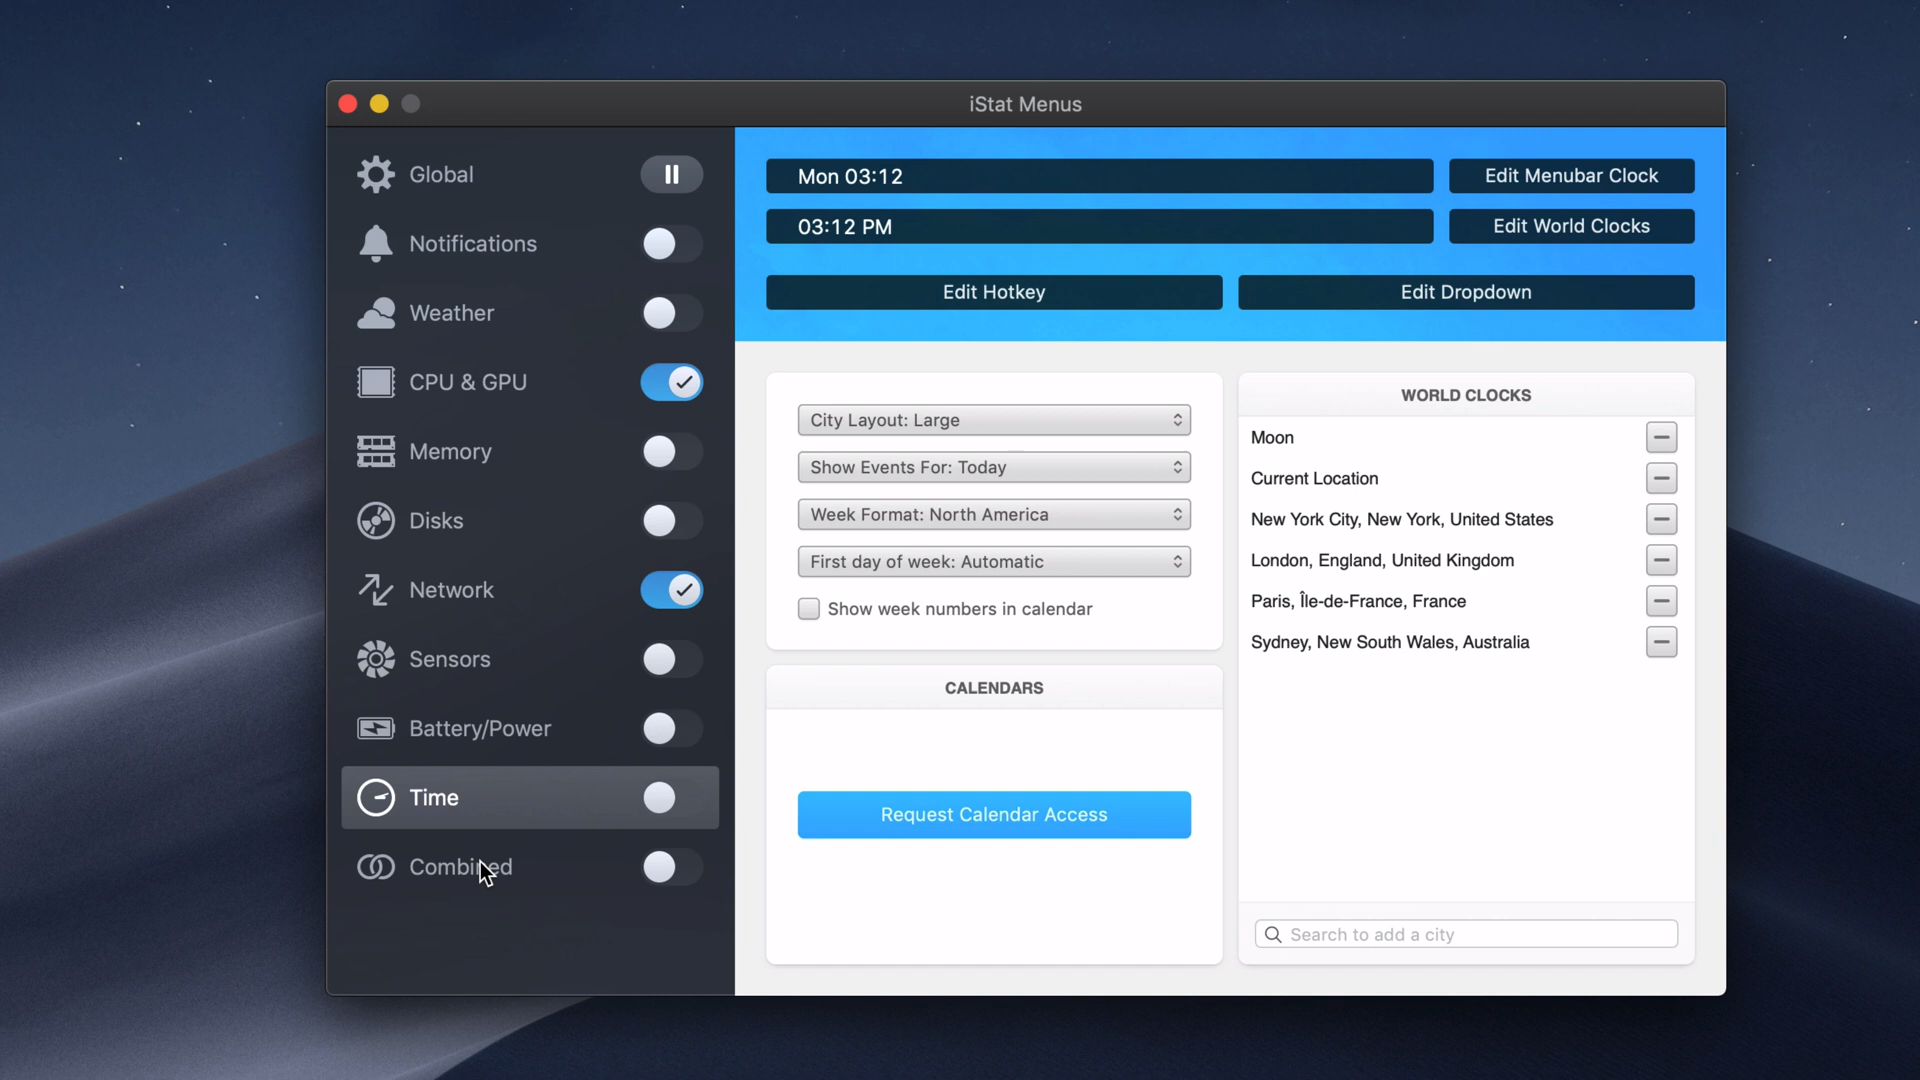 iStat Menus
Global
Notifications
Weather
CPU & GPU
Memory
Disks
Network
Sensors
Battery/Power
Time
Combined
Mon 03:12
Edit Menubar Clock
03:12 PM
Edit World Clocks
Edit Hotkey
Edit Dropdown
City Layout: Large
Show Events For: Today
Week Format: North America
First day of week: Automatic
Show week numbers in calendar
CALENDARS
Request Calendar Access
WORLD CLOCKS
Moon
Current Location
New York City, New York, United States
London, England, United Kingdom
Paris, Île-de-France, France
Sydney, New South Wales, Australia
Search to add a city